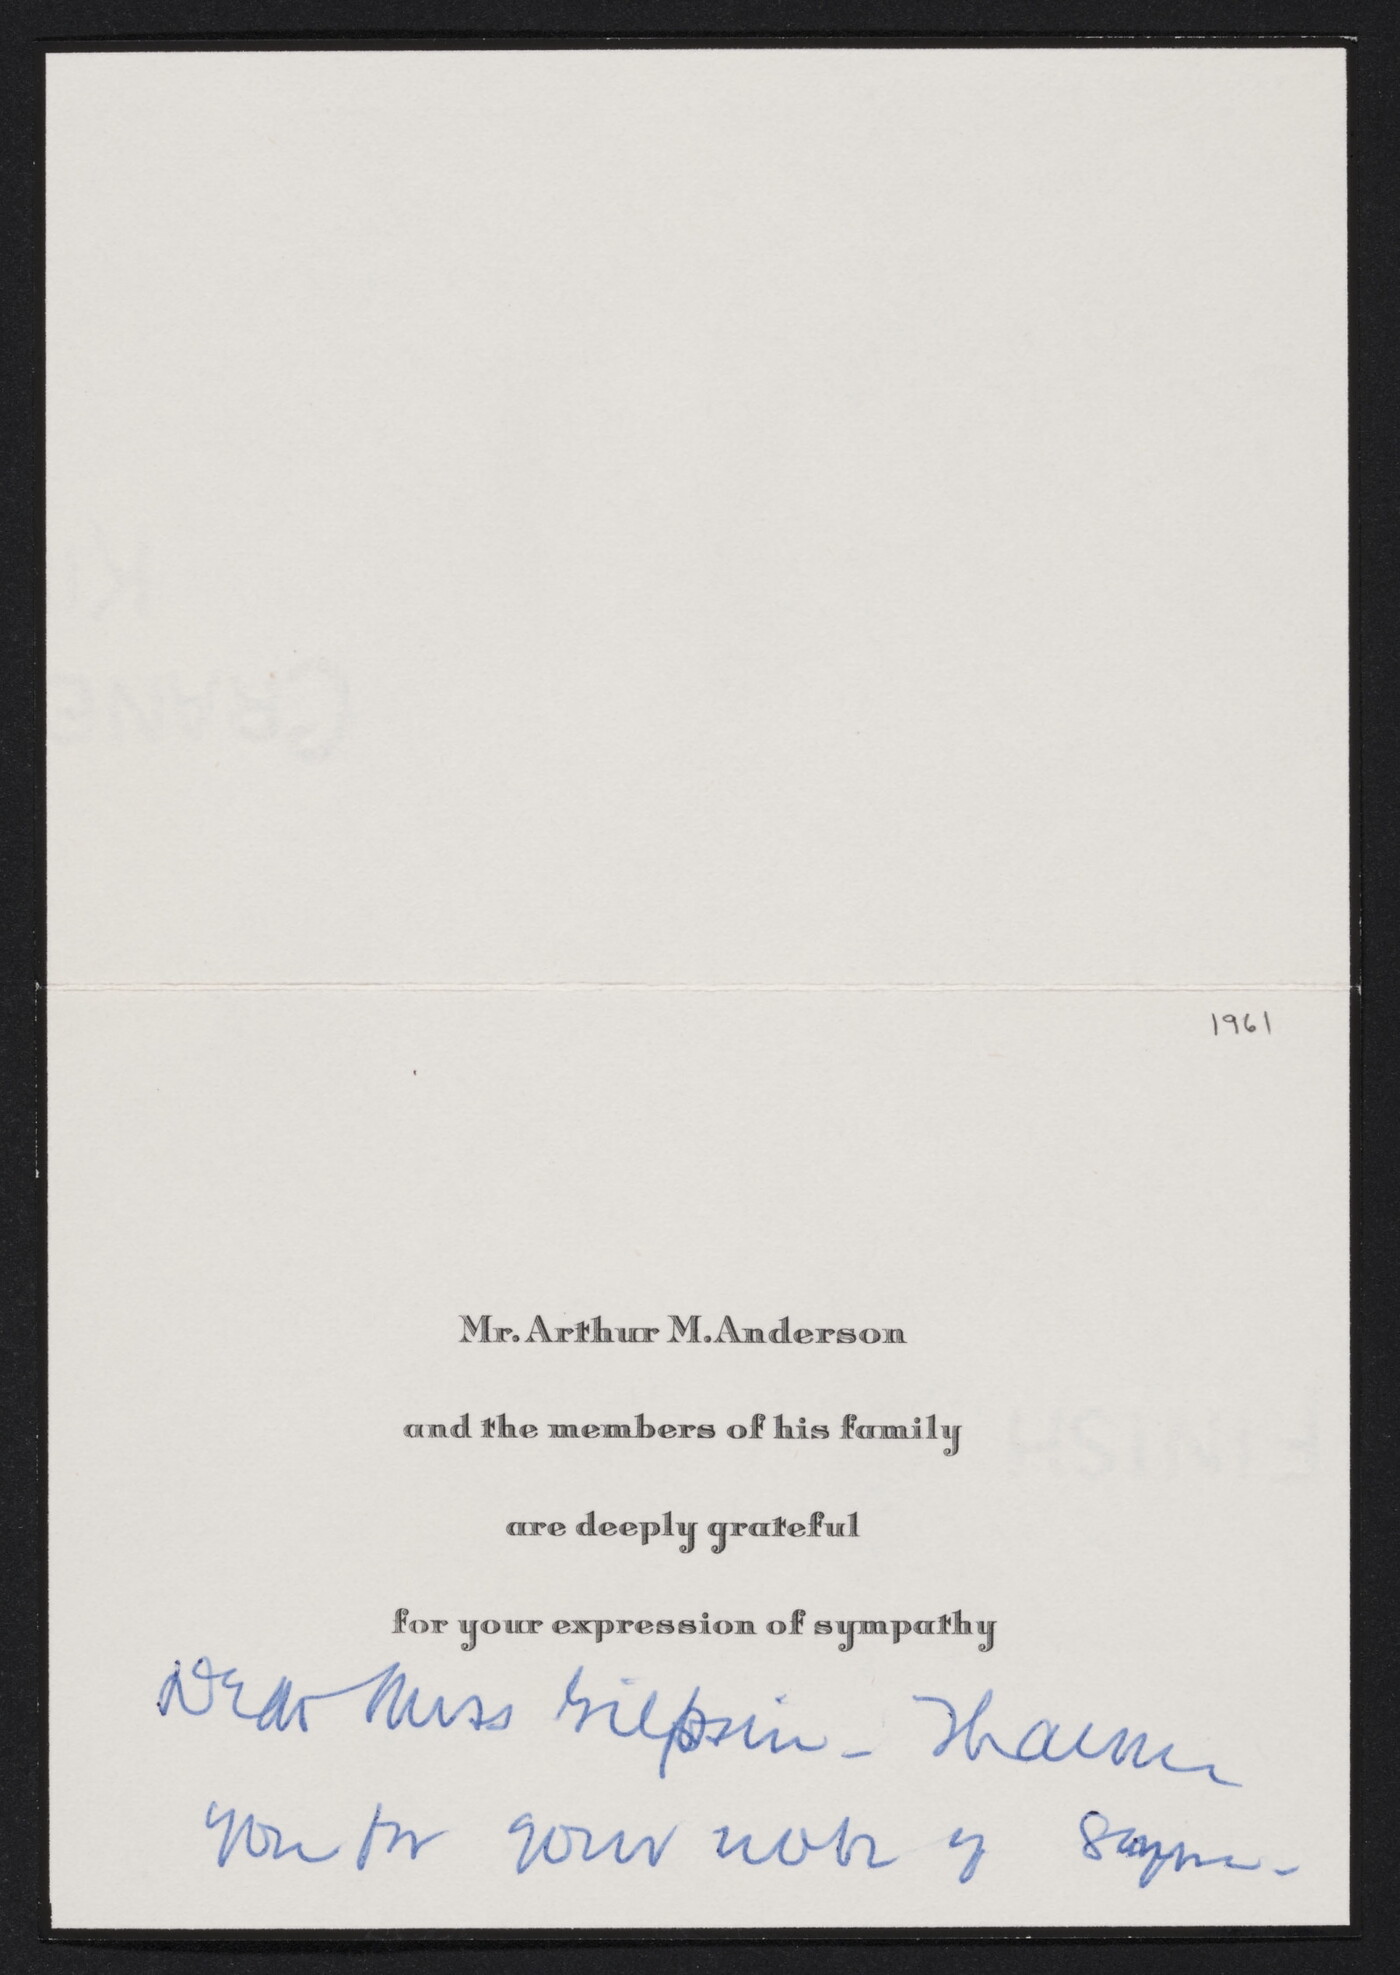 1961
Mr. Arthur M. Anderson
and the members of his family
are deeply grateful
for your expression of sympathy
Dear Miss Gilpin - Thank
you for your note of sym-